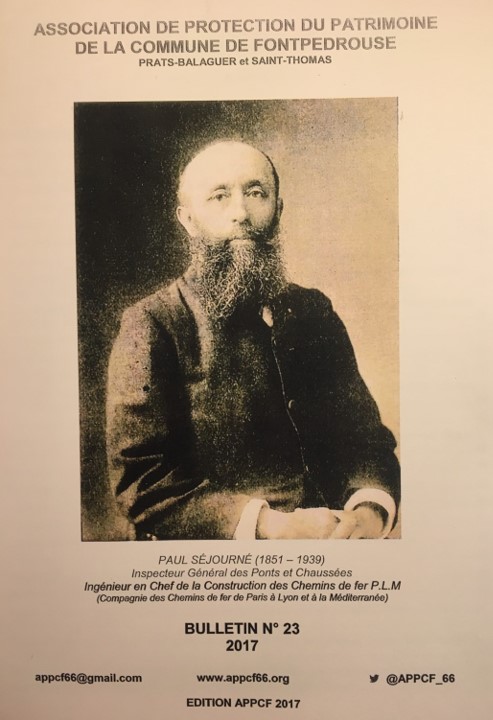 ASSOCIATION DE PROTECTION DU PATRIMOINE
DE LA COMMUNE DE FONTPEDROUSE
PRATS-BALAGUER et SAINT-THOMAS
PAUL SÉJOURNÉ (1851 – 1939)
Inspecteur Général des Ponts et Chaussées
Ingénieur en Chef de la Construction des Chemins de fer P.L.M
(Compagnie des Chemins de fer de Paris à Lyon et à la Méditerranée)
BULLETIN N° 23
2017
appcf66@gmail.com www.appcf66.org @APPCF_66
EDITION APPCF 2017